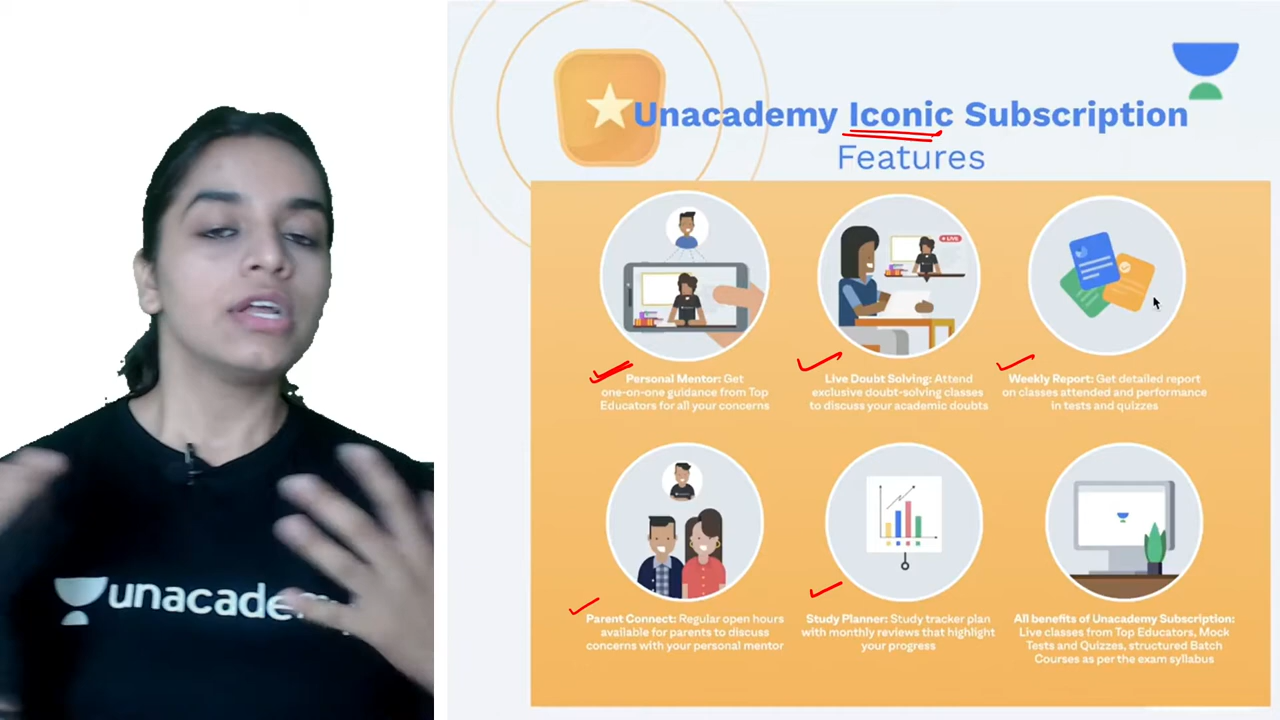 Unacademy Iconic Subscription
Features
LIVE
Personal Mentor: Get
one-on-one guidance from Top
Educators for all your concerns
Live Doubt Solving: Attend
exclusive doubt-solving classes
to discuss your academic doubts
Weekly Report: Get detailed report
on classes attended and performance
in tests and quizzes
Parent Connect: Regular open hours
available for parents to discuss
concerns with your personal mentor
Study Planner: Study tracker plan
with monthly reviews that highlight
your progress
All benefits of Unacademy Subscription:
Live classes from Top Educators, Mock
Tests and Quizzes, structured Batch
Courses as per the exam syllabus